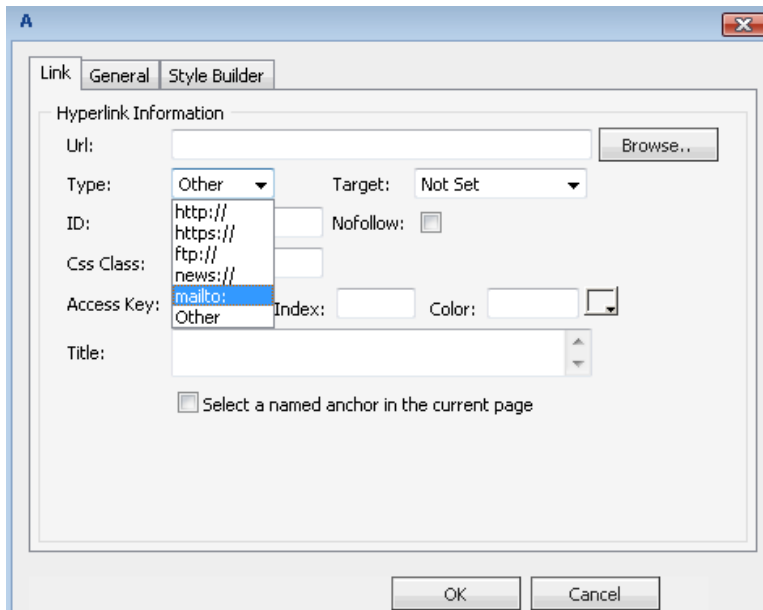 A
Link General Style Builder
Hyperlink Information
Url: Browse..
Type: Other Target: Not Set
http://
ID: Nofollow:
https://
ftp://
Css Class:
news://
mailto:
Access Key: Index: Color:
Other
Title:
Select a named anchor in the current page
OK Cancel